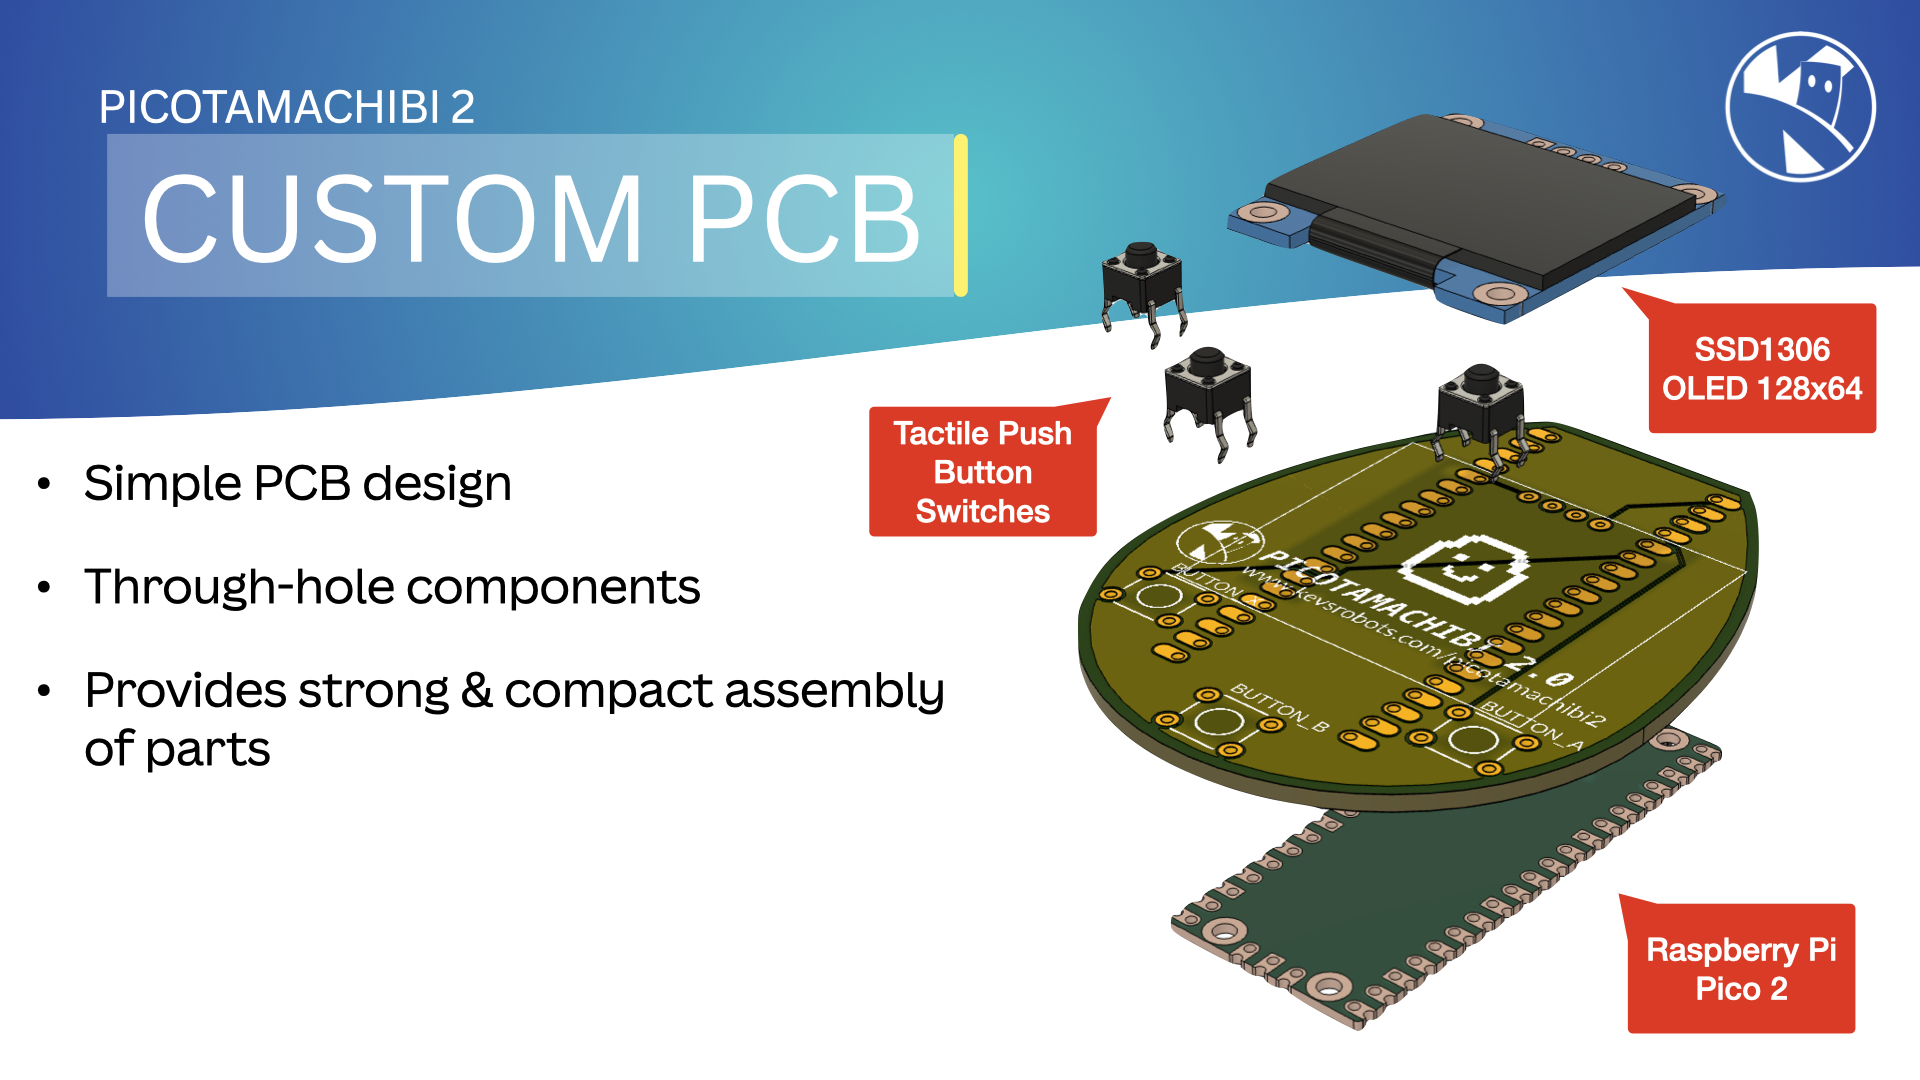 PICOTAMACHIBI 2
CUSTOM PCB
• Simple PCB design
• Through-hole components
• Provides strong & compact assembly
of parts
Tactile Push
Button
Switches
SSD1306
OLED 128x64
PICOTAMACHIBI 2.0
www.kevsrobots.com/picotamachibi2
BUTTON_X
BUTTON_B
BUTTON_A
Raspberry Pi
Pico 2